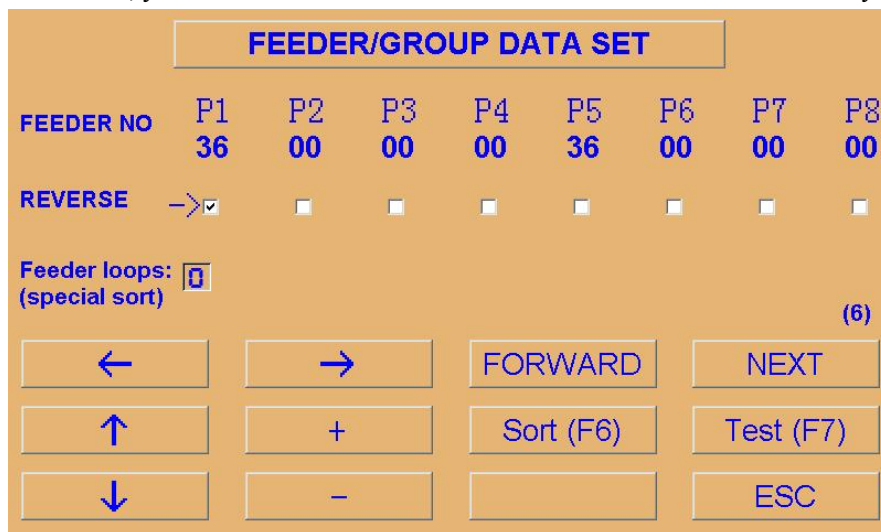 FEEDER/GROUP DATA SET
FEEDER NO P1 P2 P3 P4 P5 P6 P7 P8
36 00 00 00 36 00 00 00
REVERSE ->
Feeder loops: 0
(special sort)
(6)
← → FORWARD NEXT
↑ + Sort (F6) Test (F7)
↓ - ESC